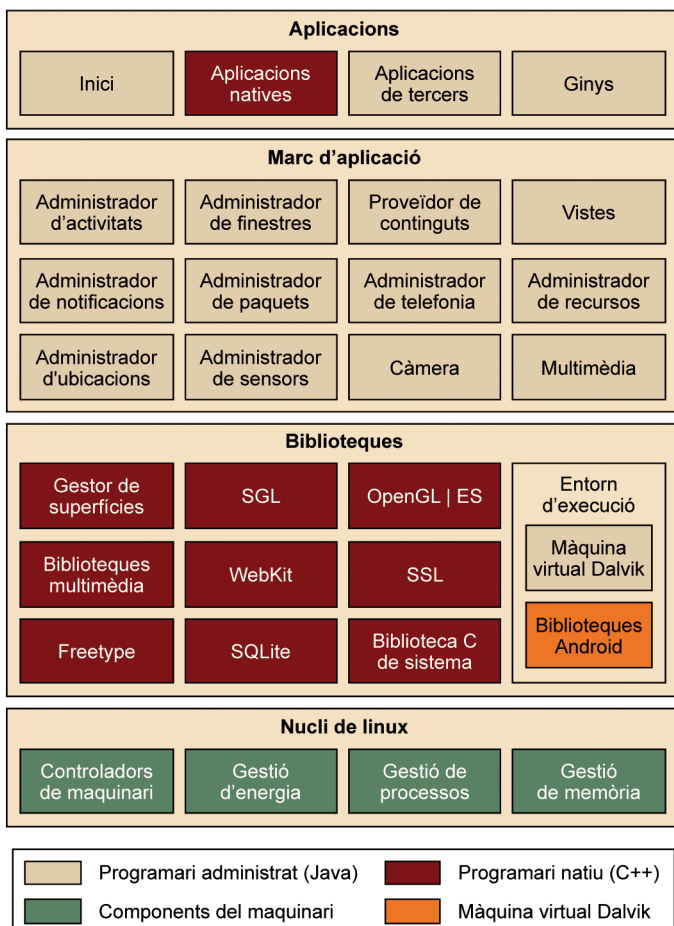 Aplicacions
Inici
Aplicacions
natives
Aplicacions
de tercers
Ginys
Marc d’aplicació
Administrador
d’activitats
Administrador
de finestres
Proveïdor de
continguts
Vistes
Administrador
de notificacions
Administrador
de paquets
Administrador
de telefonia
Administrador
de recursos
Administrador
d'ubicacions
Administrador
de sensors
Càmera
Multimèdia
Biblioteques
Gestor de
superfícies
SGL
OpenGL | ES
Entorn
d’execució
Biblioteques
multimèdia
WebKit
SSL
Màquina
virtual Dalvik
Freetype
SQLite
Biblioteca C
de sistema
Biblioteques
Android
Nucli de linux
Controladors
de maquinari
Gestió
d’energia
Gestió de
processos
Gestió
de memòria
Programari administrat (Java)
Programari natiu (C++)
Components del maquinari
Màquina virtual Dalvik